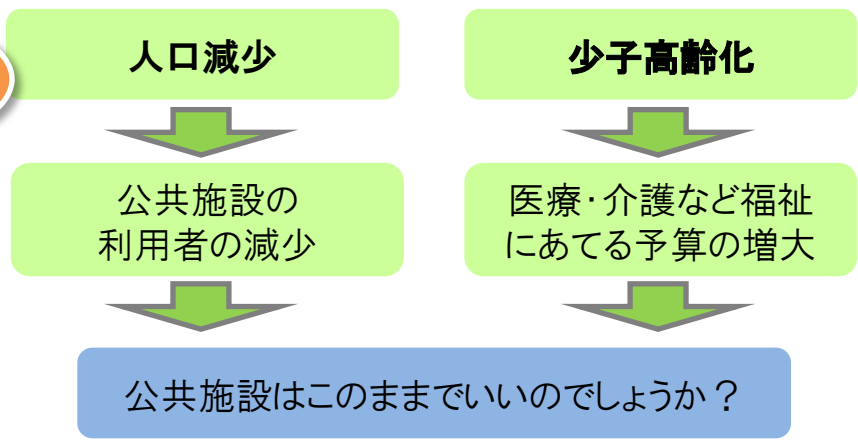 人口減少
少子高齢化
公共施設の
利用者の減少
医療・介護など福祉
にあてる予算の増大
公共施設はこのままでいいのでしょうか？